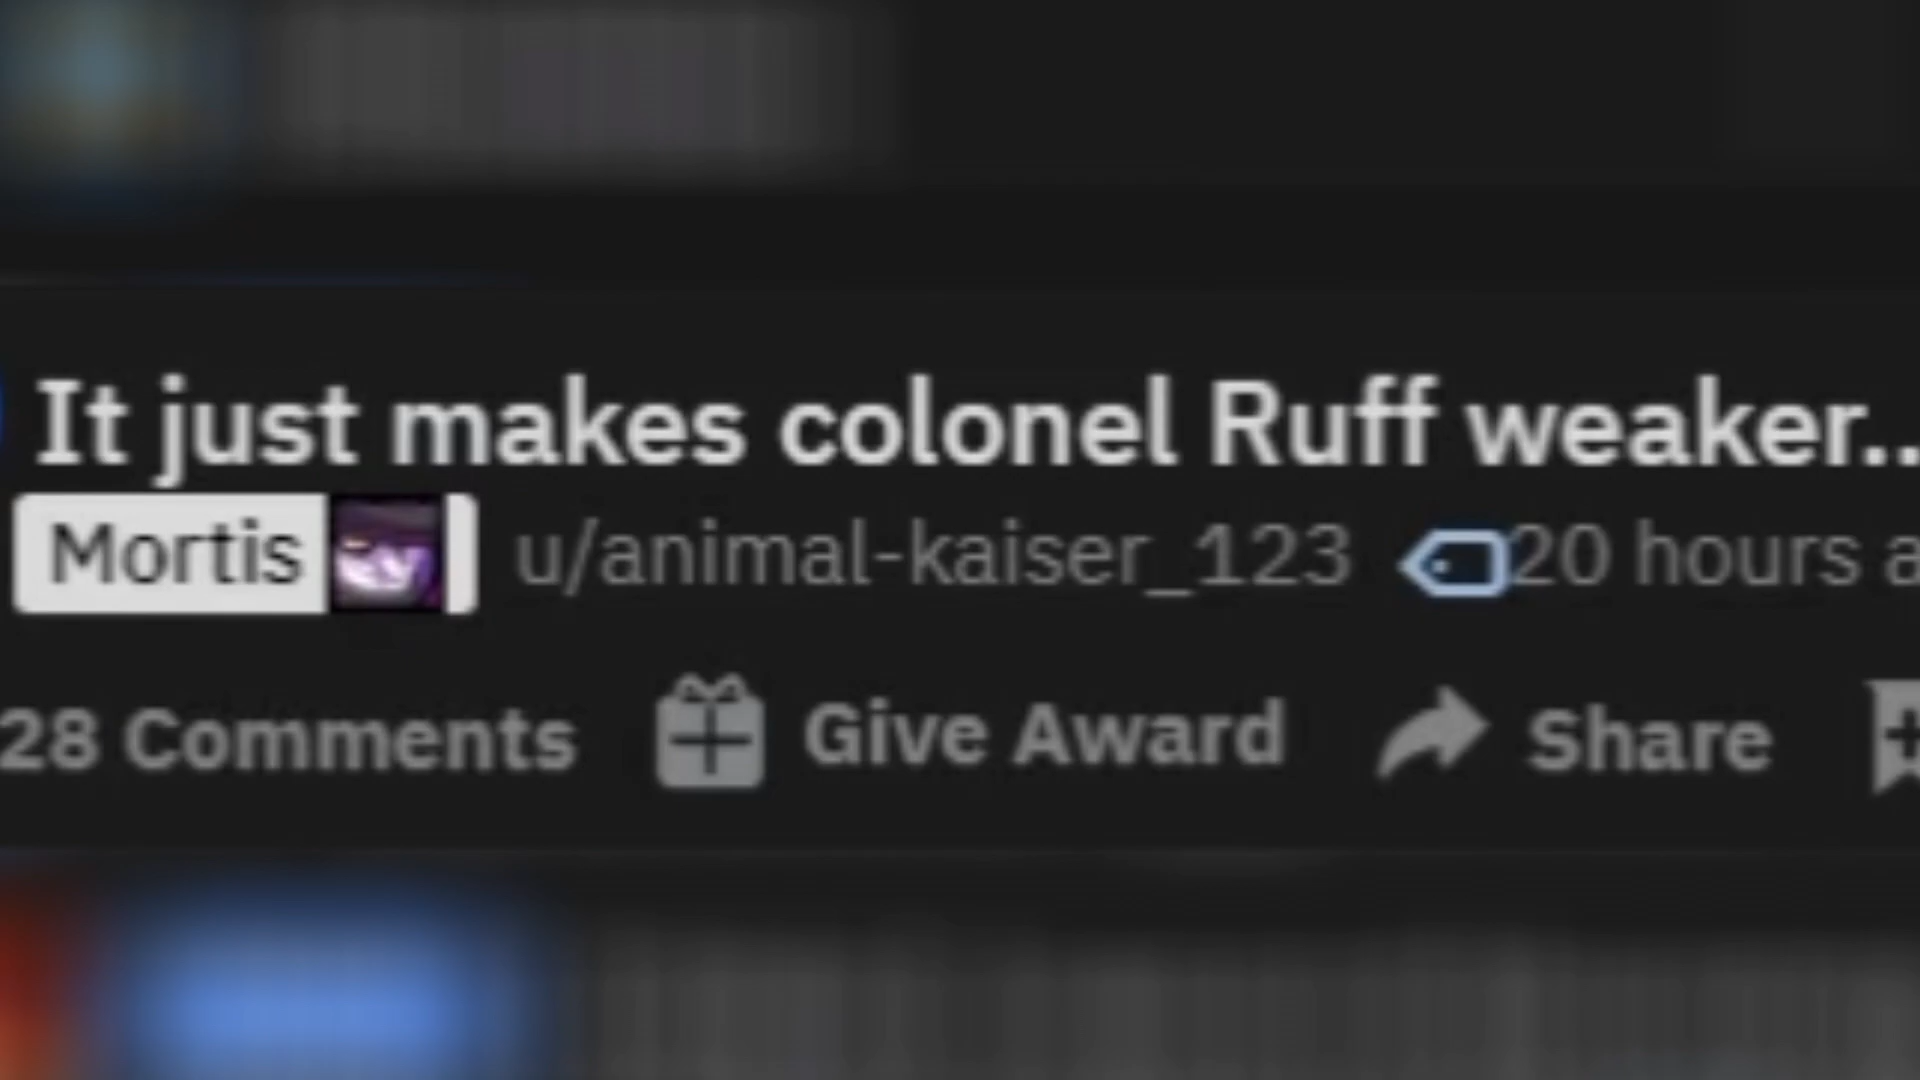 It just makes colonel Ruff weaker..
Mortis u/animal-kaiser_123 20 hours a
28 Comments Give Award Share